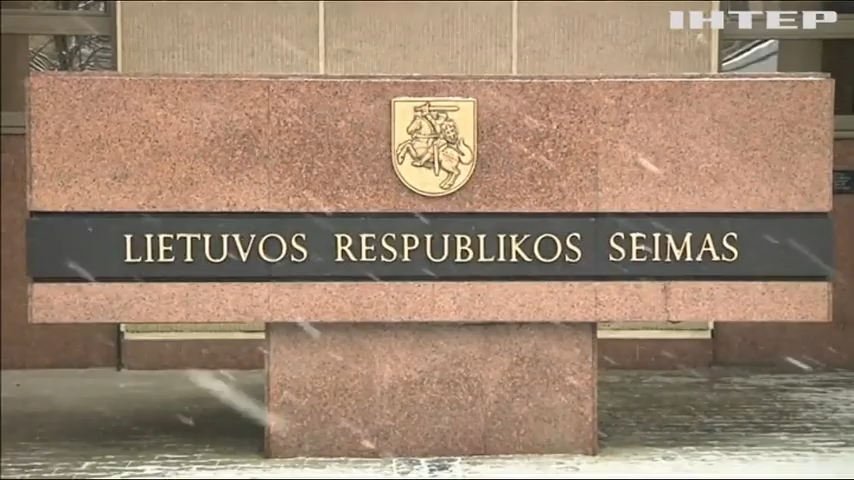 ІНТЕР
LIETUVOS RESPUBLIKOS SEIMAS